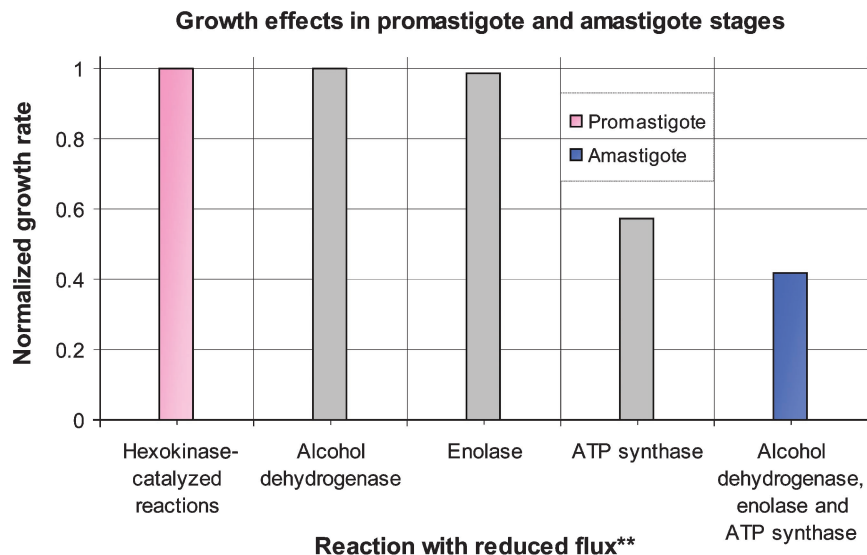 Growth effects in promastigote and amastigote stages
Normalized growth rate
1
0.8
0.6
0.4
0.2
0
Promastigote
Amastigote
Hexokinase-
catalyzed
reactions
Alcohol
dehydrogenase
Enolase
ATP synthase
Alcohol
dehydrogenase,
enolase and
ATP synthase
Reaction with reduced flux**